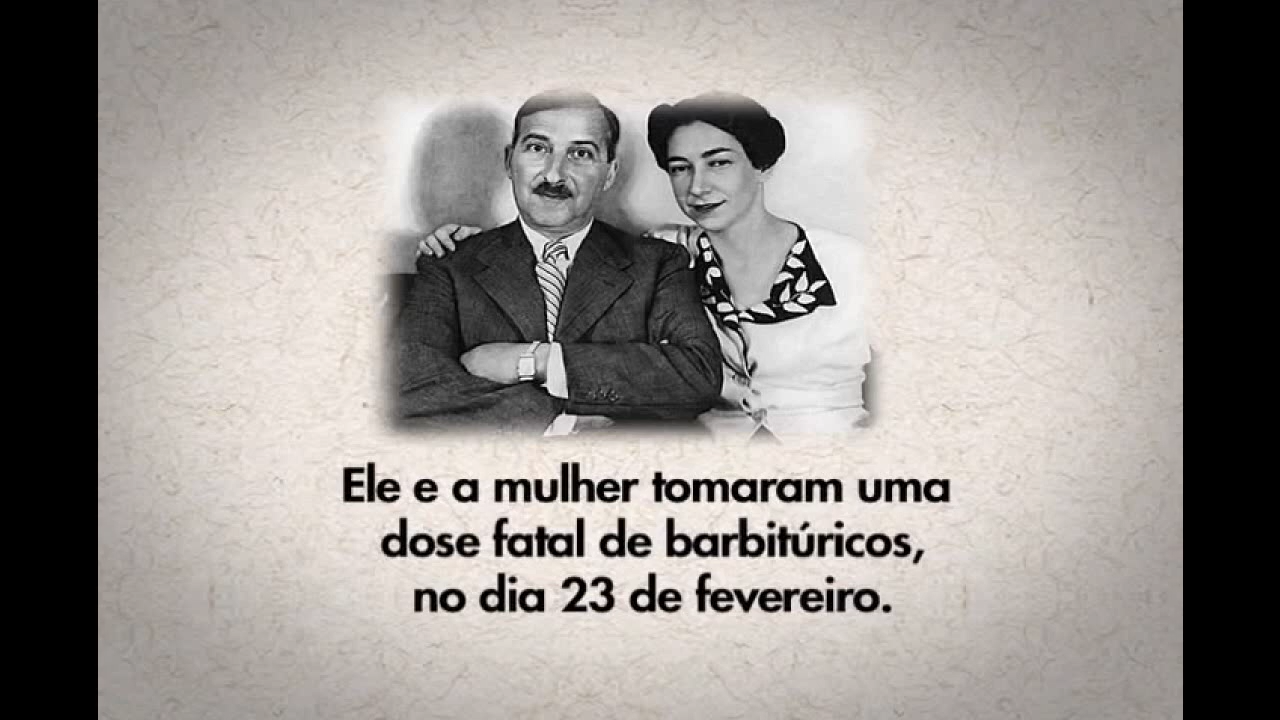 Ele e a mulher tomaram uma
dose fatal de barbitúricos,
no dia 23 de fevereiro.